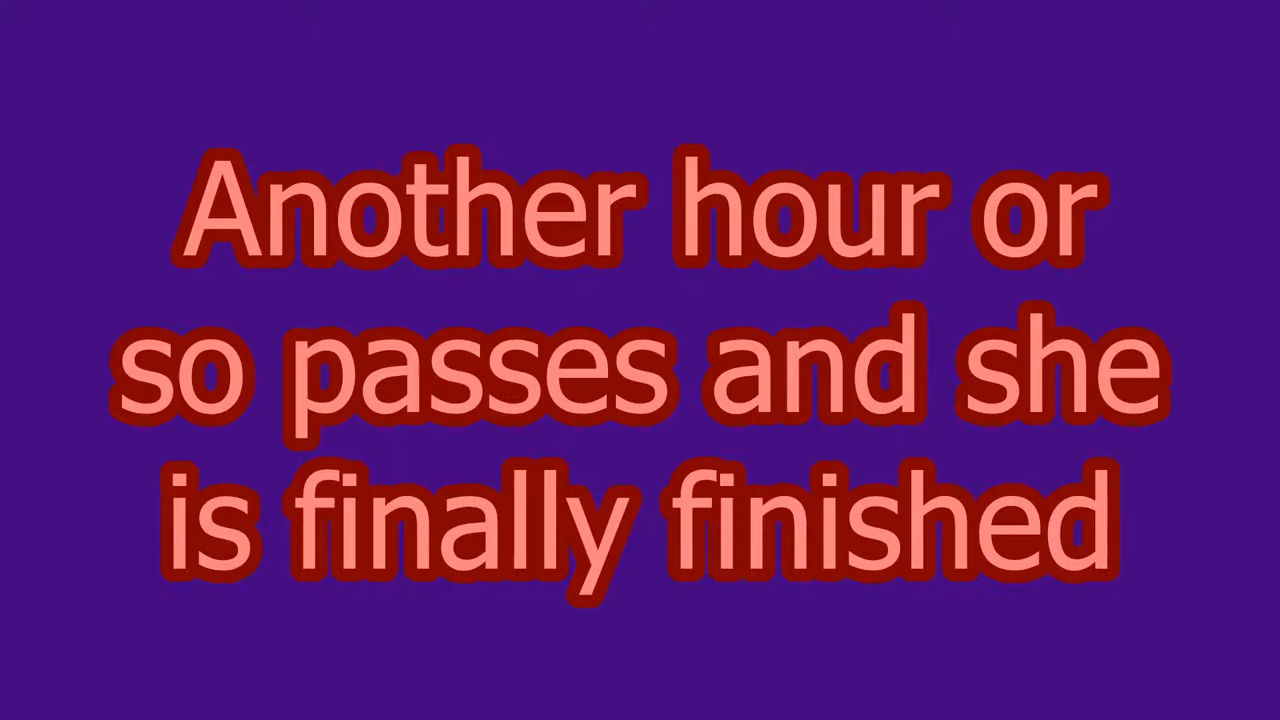 Another hour or
so passes and she
is finally finished